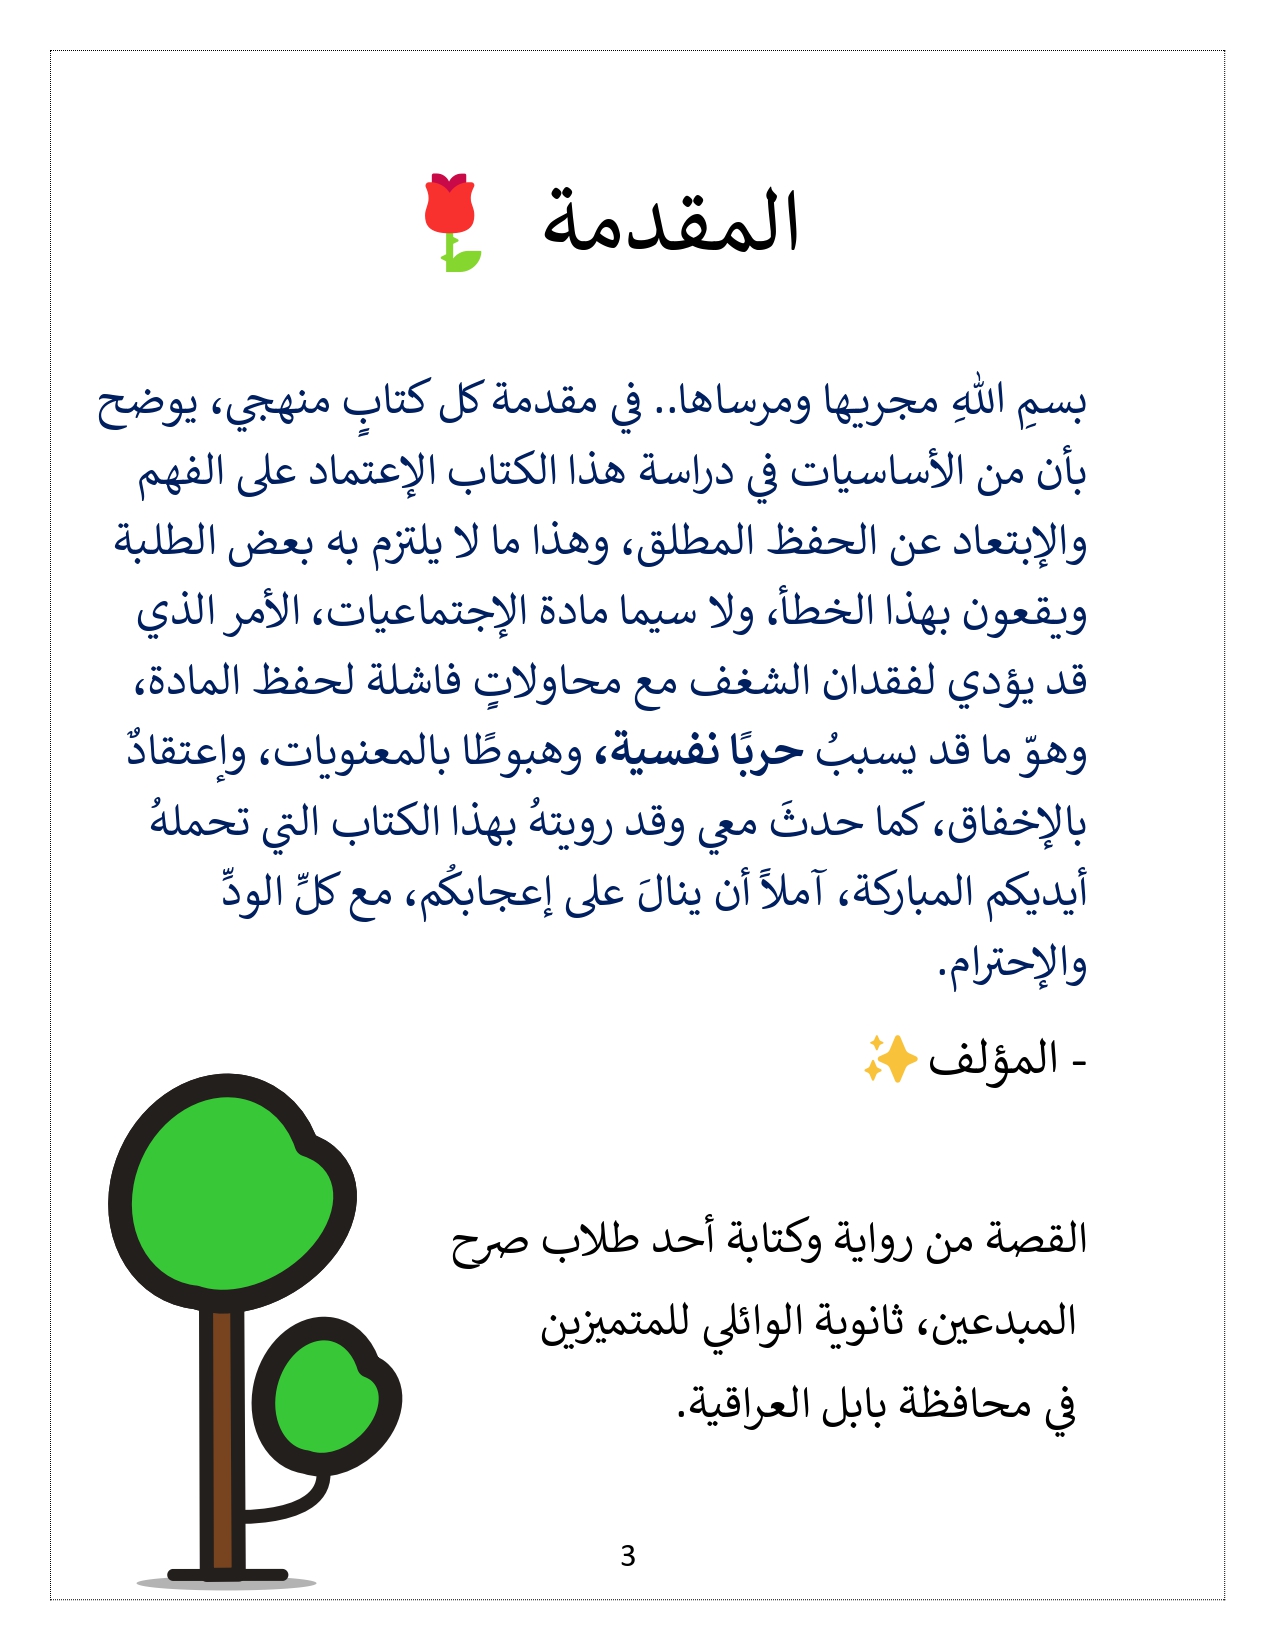 المقدمة 🌷
بسمِ اللهِ مجريها ومرساها.. في مقدمة كل كتابٍ منهجي، يوضح
بأن من الأساسيات في دراسة هذا الكتاب الإعتماد على الفهم
والإبتعاد عن الحفظ المطلق، وهذا ما لا يلتزم به بعض الطلبة
ويقعون بهذا الخطأ، ولا سيما مادة الإجتماعيات، الأمر الذي
قد يؤدي لفقدان الشغف مع محاولاتٍ فاشلة لحفظ المادة،
وهوّ ما قد يسببُ حربًا نفسية، وهبوطًا بالمعنويات، وإعتقادٌ
بالإخفاق، كما حدثَ معي وقد رويتهُ بهذا الكتاب التي تحملهُ
أيديكم المباركة، آملاً أن ينالَ على إعجابكُم، مع كلِّ الودِّ
والإحترام.
- المؤلف ✨
القصة من رواية وكتابة أحد طلاب صرح
المبدعين، ثانوية الوائلي للمتميزين
في محافظة بابل العراقية.
3